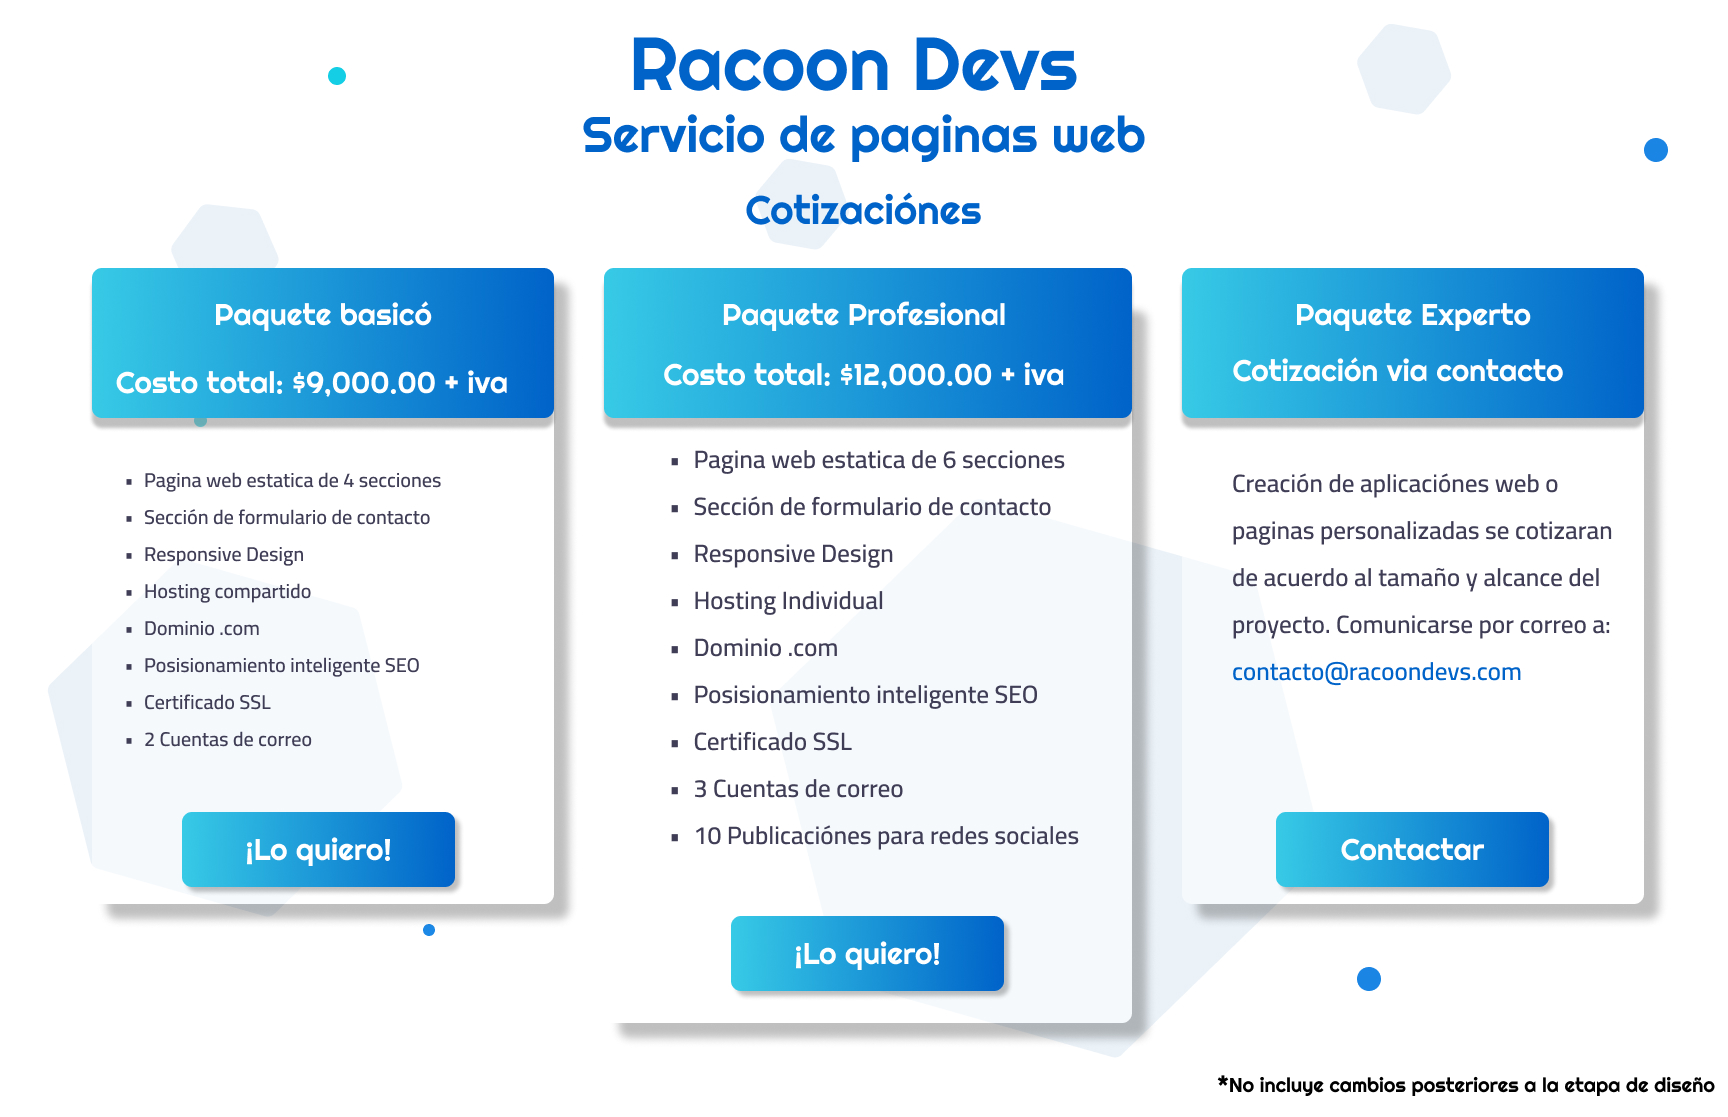 Racoon Devs
Servicio de paginas web
Cotizaciónes
Paquete basicó
Costo total: $9,000.00 + iva
▪ Pagina web estatica de 4 secciones
▪ Sección de formulario de contacto
▪ Responsive Design
▪ Hosting compartido
▪ Dominio .com
▪ Posisionamiento inteligente SEO
▪ Certificado SSL
▪ 2 Cuentas de correo
¡Lo quiero!
Paquete Profesional
Costo total: $12,000.00 + iva
▪ Pagina web estatica de 6 secciones
▪ Sección de formulario de contacto
▪ Responsive Design
▪ Hosting Individual
▪ Dominio .com
▪ Posisionamiento inteligente SEO
▪ Certificado SSL
▪ 3 Cuentas de correo
▪ 10 Publicaciónes para redes sociales
¡Lo quiero!
Paquete Experto
Cotización via contacto
Creación de aplicaciónes web o
paginas personalizadas se cotizaran
de acuerdo al tamaño y alcance del
proyecto. Comunicarse por correo a:
contacto@racoondevs.com
Contactar
*No incluye cambios posteriores a la etapa de diseño